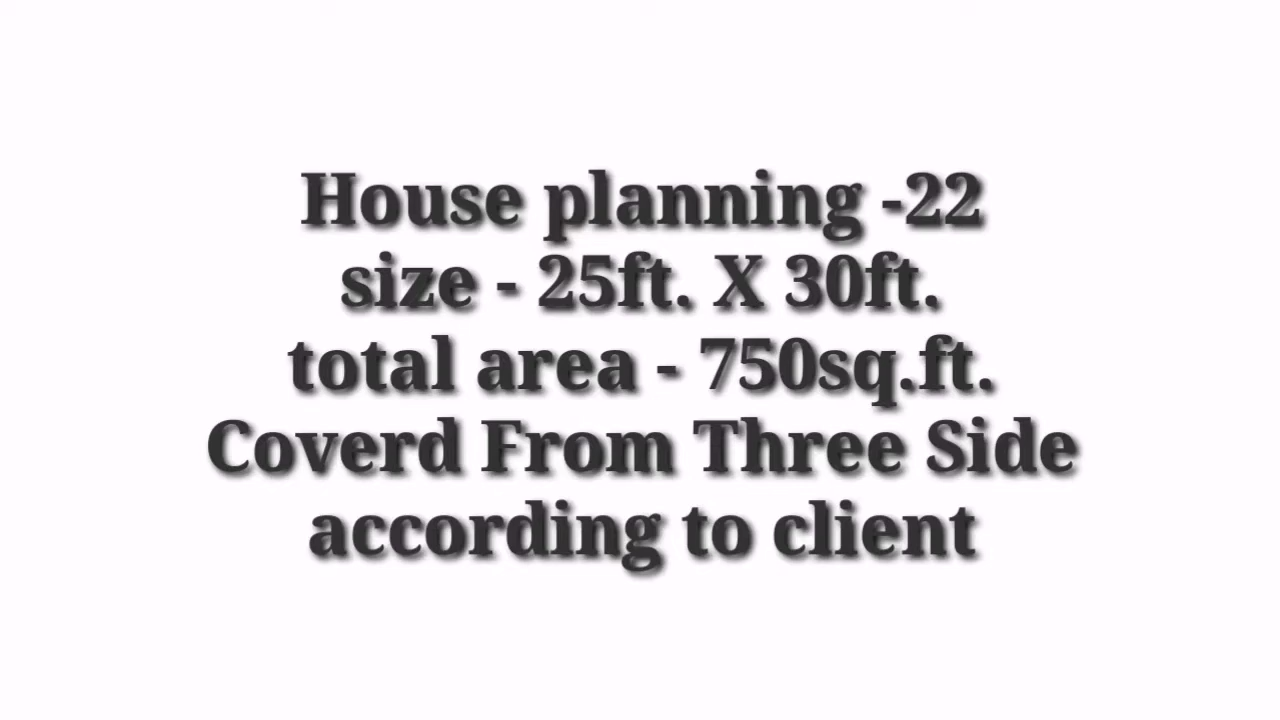 House planning -22
size - 25ft. X 30ft.
total area - 750sq.ft.
Coverd From Three Side
according to client